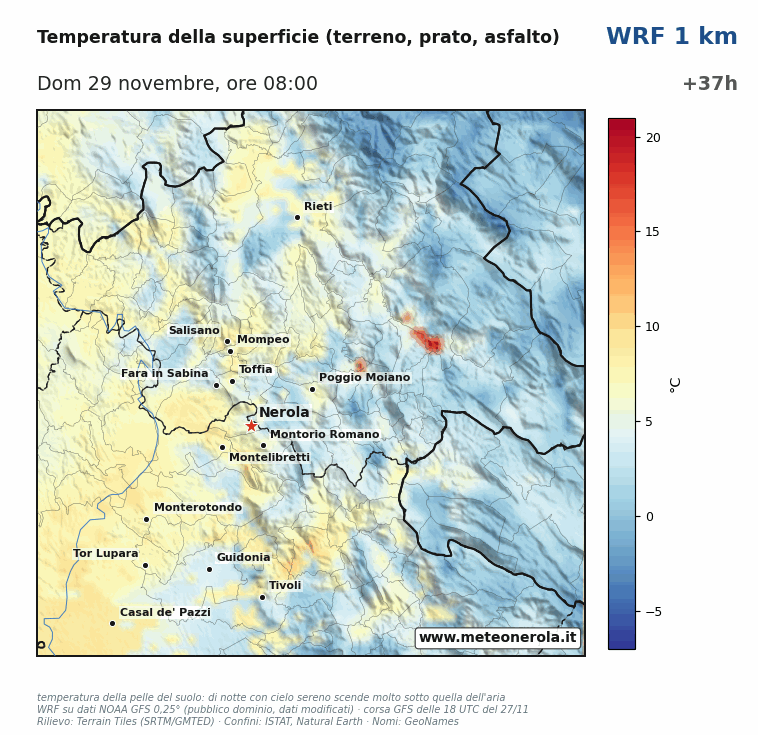 Temperatura della superficie (terreno, prato, asfalto)
WRF 1 km
Dom 29 novembre, ore 08:00
+37h
Rieti
Salisano
Mompeo
Fara in Sabina
Toffia
Poggio Moiano
Nerola
Montorio Romano
Montelibretti
Monterotondo
Tor Lupara
Guidonia
Tivoli
Casal de' Pazzi
www.meteonerola.it
20
15
10
5
0
−5
°C
temperatura della pelle del suolo: di notte con cielo sereno scende molto sotto quella dell'aria
WRF su dati NOAA GFS 0,25° (pubblico dominio, dati modificati) · corsa GFS delle 18 UTC del 27/11
Rilievo: Terrain Tiles (SRTM/GMTED) · Confini: ISTAT, Natural Earth · Nomi: GeoNames